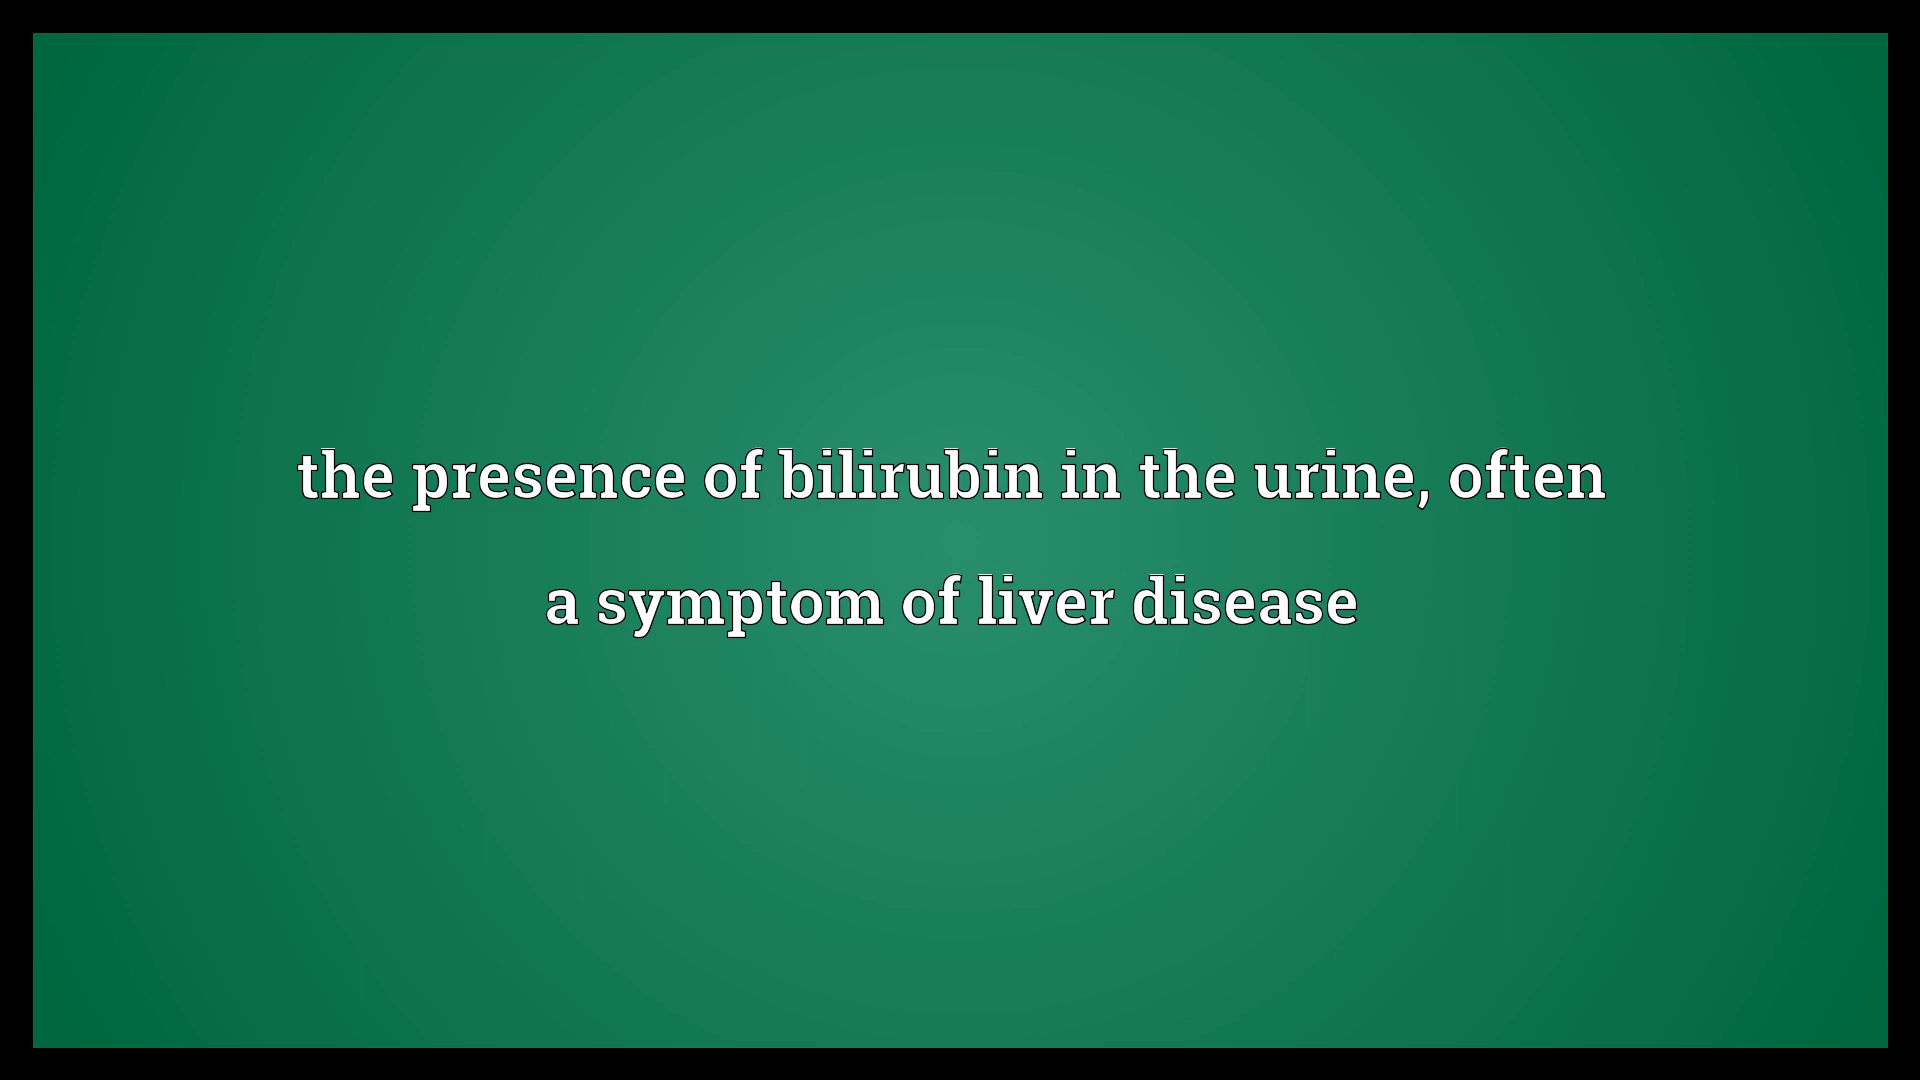 the presence of bilirubin in the urine, often
a symptom of liver disease